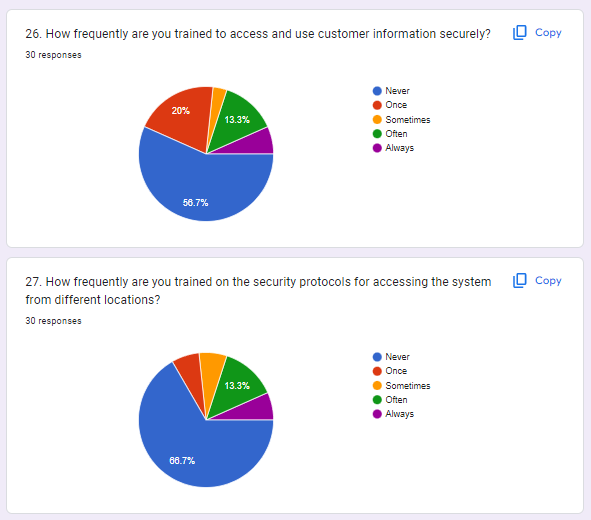 26. How frequently are you trained to access and use customer information securely?
Copy
30 responses
20%
13.3%
56.7%
Never
Once
Sometimes
Often
Always
27. How frequently are you trained on the security protocols for accessing the system
from different locations?
Copy
30 responses
13.3%
66.7%
Never
Once
Sometimes
Often
Always